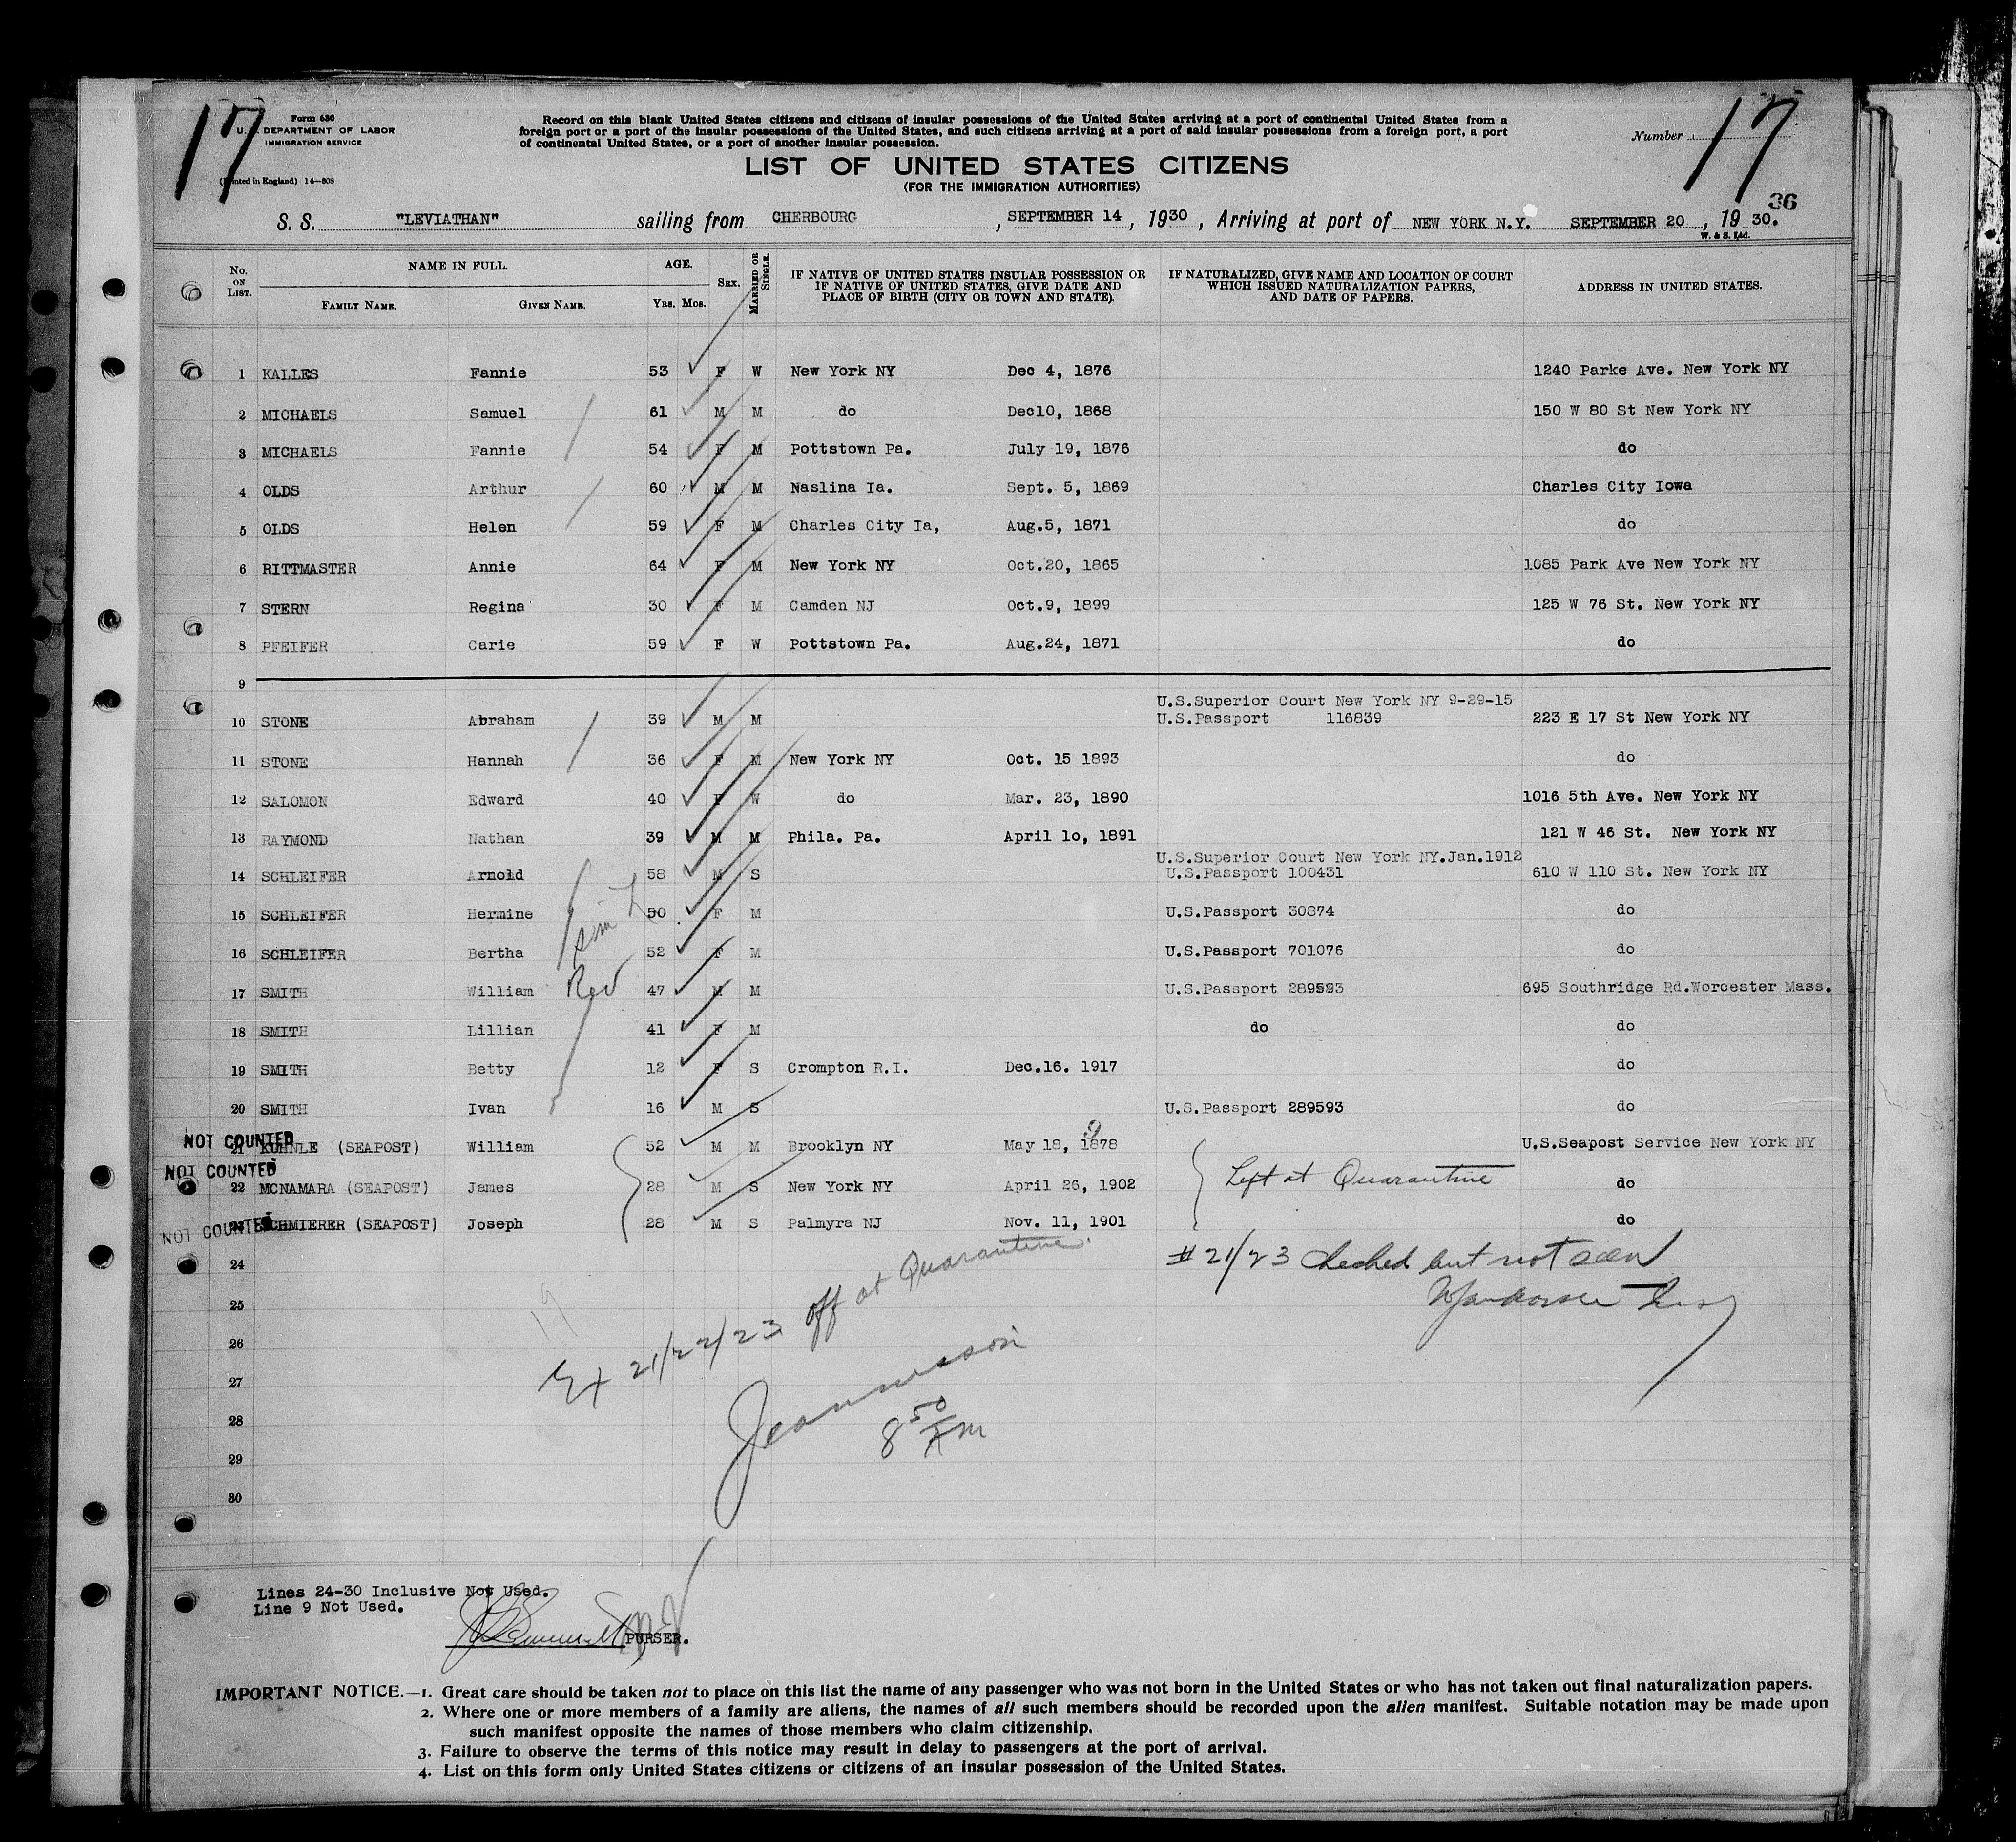 17
Form 630
U. S. DEPARTMENT OF LABOR
IMMIGRATION SERVICE
(Printed in England) 14—608
Record on this blank United States citizens and citizens of insular possessions of the United States arriving at a port of continental United States from a
foreign port or a port of the insular possessions of the United States, and such citizens arriving at a port of said insular possessions from a foreign port, a port
of continental United States, or a port of another insular possession.
Number 17
LIST OF UNITED STATES CITIZENS
(FOR THE IMMIGRATION AUTHORITIES)
36
S. S. "LEVIATHAN" sailing from CHERBOURG , SEPTEMBER 14 , 1930 , Arriving at port of NEW YORK N.Y. SEPTEMBER 20 , 19 30.
W. & S. Ltd.
No. ON LIST. NAME IN FULL. FAMILY NAME. GIVEN NAME. AGE. YRS. MOS. SEX. MARRIED OR SINGLE. IF NATIVE OF UNITED STATES INSULAR POSSESSION OR IF NATIVE OF UNITED STATES, GIVE DATE AND PLACE OF BIRTH (CITY OR TOWN AND STATE). IF NATURALIZED, GIVE NAME AND LOCATION OF COURT WHICH ISSUED NATURALIZATION PAPERS, AND DATE OF PAPERS. ADDRESS IN UNITED STATES.
1 KALLES Fannie 53 F W New York NY Dec 4, 1876 1240 Parke Ave. New York NY
2 MICHAELS Samuel 61 M M do Dec10, 1868 150 W 80 St New York NY
3 MICHAELS Fannie 54 F M Pottstown Pa. July 19, 1876 do
4 OLDS Arthur 60 M M Naslina Ia. Sept. 5, 1869 Charles City Iowa
5 OLDS Helen 59 F M Charles City Ia, Aug.5, 1871 do
6 RITTMASTER Annie 64 F M New York NY Oct.20, 1865 1085 Park Ave New York NY
7 STERN Regina 30 F M Camden NJ Oct.9, 1899 125 W 76 St. New York NY
8 PFEIFER Carie 59 F W Pottstown Pa. Aug.24, 1871 do
9
U.S.Superior Court New York NY 9-29-15
10 STONE Abraham 39 M M U.S.Passport 116839 223 E 17 St New York NY
11 STONE Hannah 36 F M New York NY Oct. 15 1893 do
12 SALOMON Edward 40 F W do Mar. 23, 1890 1016 5th Ave. New York NY
13 RAYMOND Nathan 39 M M Phila. Pa. April 1o, 1891 121 W 46 St. New York NY
U.S.Superior Court New York NY.Jan.1912
14 SCHLEIFER Arnold 58 M S U.S.Passport 100431 610 W 110 St. New York NY
15 SCHLEIFER Hermine 50 F M U.S.Passport 30874 do
16 SCHLEIFER Bertha 52 F M U.S.Passport 701076 do
17 SMITH William Rev 47 M M U.S.Passport 289593 695 Southridge Rd.Worcester Mass.
18 SMITH Lillian 41 F M do do
19 SMITH Betty 12 F S Crompton R.I. Dec.16. 1917 do
20 SMITH Ivan 16 M S U.S.Passport 289593 do
NOT COUNTED
21 KUHNLE (SEAPOST) William 52 M M Brooklyn NY May 18, 1878 9 U.S.Seapost Service New York NY
NOT COUNTED
22 MCNAMARA (SEAPOST) James 28 M S New York NY April 26, 1902 Left at Quarantine do
NOT COUNTED
23 SCHMIERER (SEAPOST) Joseph 28 M S Palmyra NJ Nov. 11, 1901 do
24 # 21/23 checked but not seen
25
26
Ex 21/22/23 off at Quarantine.
27
28
8 50 Am
29
30
Lines 24-30 Inclusive Not Used.
Line 9 Not Used.
PURSER.
IMPORTANT NOTICE.—1. Great care should be taken not to place on this list the name of any passenger who was not born in the United States or who has not taken out final naturalization papers.
2. Where one or more members of a family are aliens, the names of all such members should be recorded upon the alien manifest. Suitable notation may be made upon
such manifest opposite the names of those members who claim citizenship.
3. Failure to observe the terms of this notice may result in delay to passengers at the port of arrival.
4. List on this form only United States citizens or citizens of an insular possession of the United States.